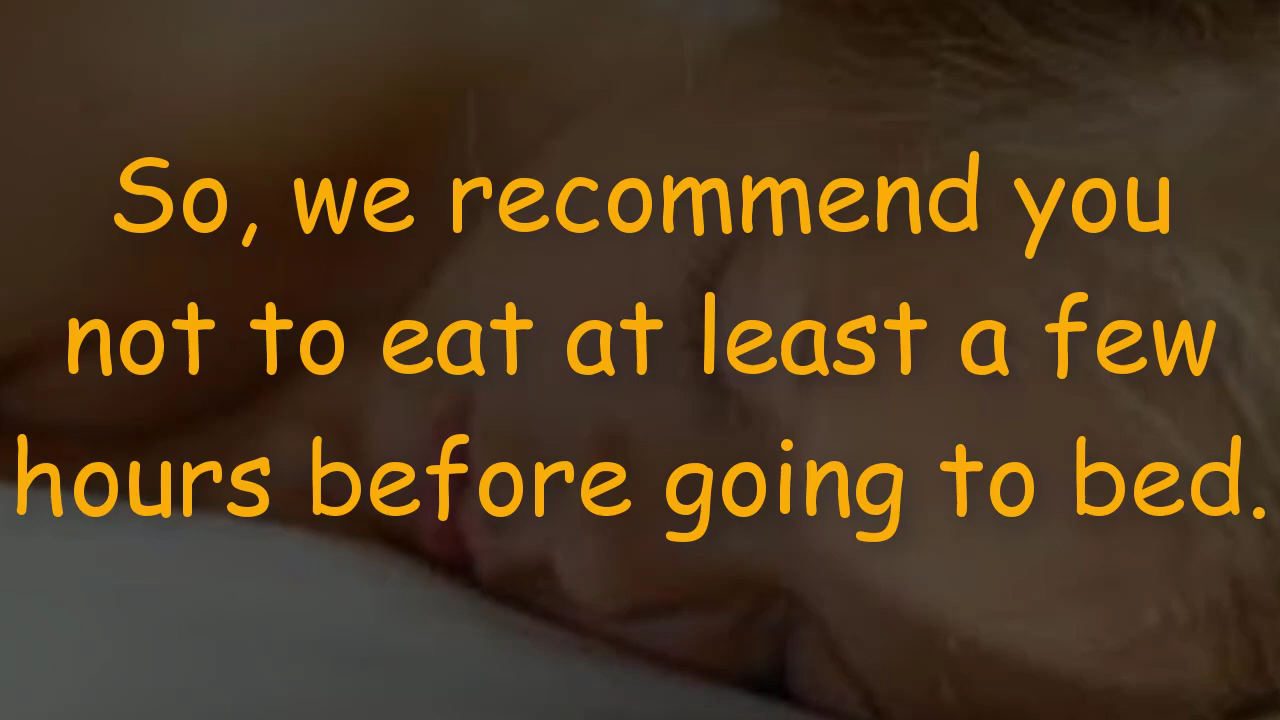 So, we recommend you
not to eat at least a few
hours before going to bed.